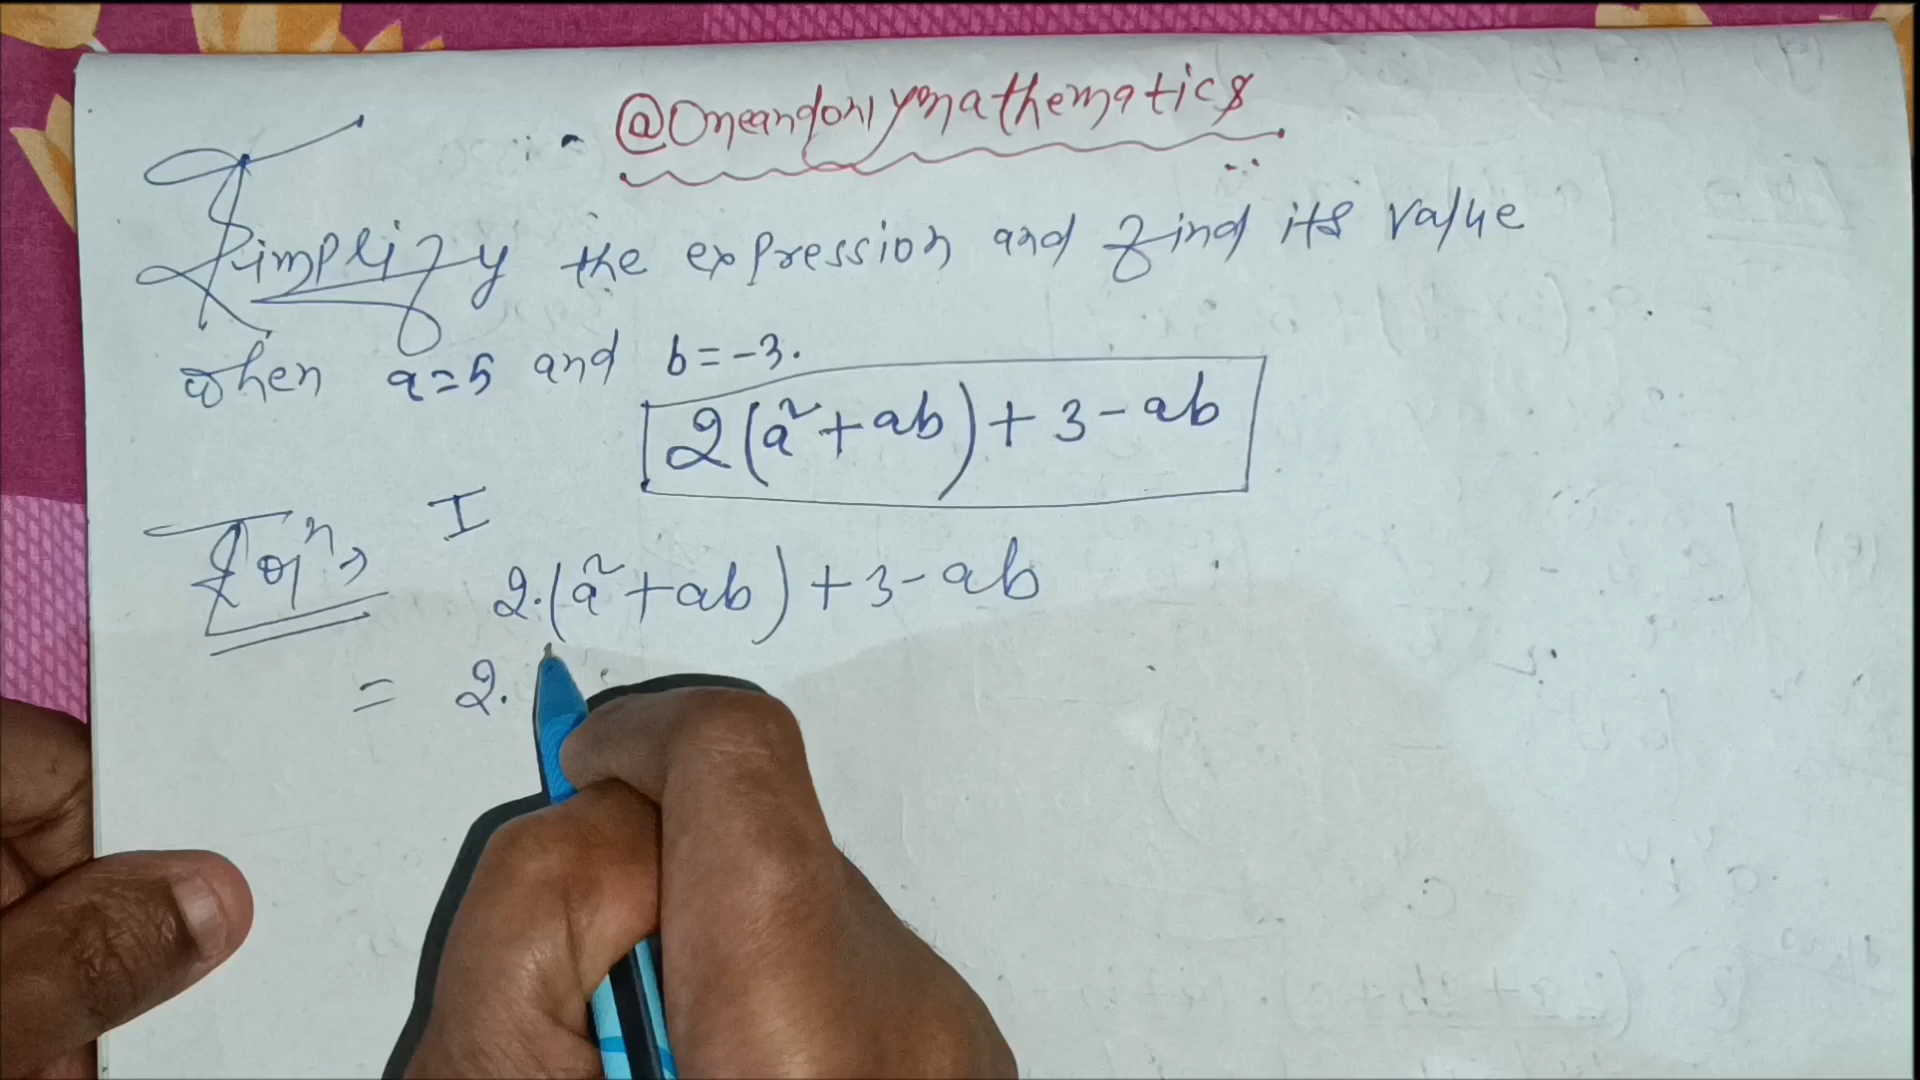 @Oneandonlymathematics
Simplify the expression and find its value
when a=5 and b=-3.
2(a²+ab)+3-ab
Solⁿ, I
2.(a²+ab)+3-ab
= 2.